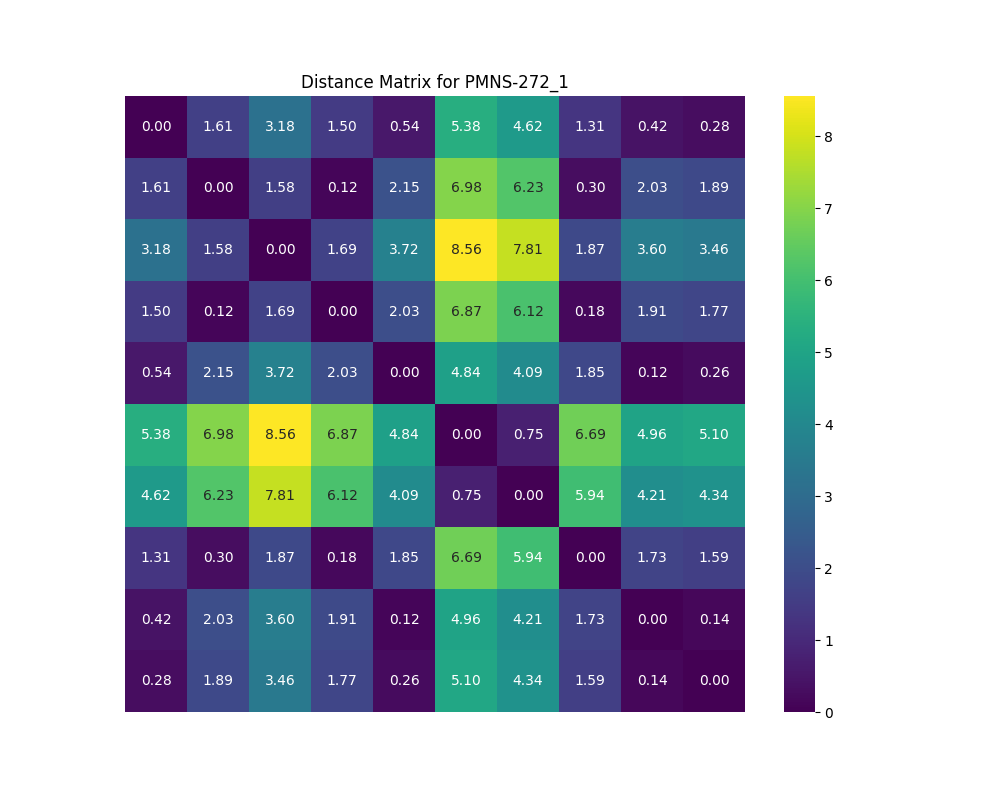 Distance Matrix for PMNS-272_1
0.00 1.61 3.18 1.50 0.54 5.38 4.62 1.31 0.42 0.28
1.61 0.00 1.58 0.12 2.15 6.98 6.23 0.30 2.03 1.89
3.18 1.58 0.00 1.69 3.72 8.56 7.81 1.87 3.60 3.46
1.50 0.12 1.69 0.00 2.03 6.87 6.12 0.18 1.91 1.77
0.54 2.15 3.72 2.03 0.00 4.84 4.09 1.85 0.12 0.26
5.38 6.98 8.56 6.87 4.84 0.00 0.75 6.69 4.96 5.10
4.62 6.23 7.81 6.12 4.09 0.75 0.00 5.94 4.21 4.34
1.31 0.30 1.87 0.18 1.85 6.69 5.94 0.00 1.73 1.59
0.42 2.03 3.60 1.91 0.12 4.96 4.21 1.73 0.00 0.14
0.28 1.89 3.46 1.77 0.26 5.10 4.34 1.59 0.14 0.00
8
7
6
5
4
3
2
1
0